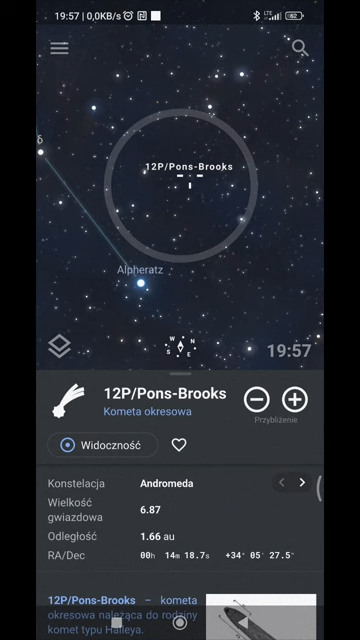 19:57 | 0,0KB/s
LTE
62
12P/Pons-Brooks
δ
Alpheratz
W N
S E
19:57
12P/Pons-Brooks
Kometa okresowa
Przybliżenie
Widoczność
Konstelacja Andromeda
Wielkość gwiazdowa 6.87
Odległość 1.66 au
RA/Dec 00h 14m 18.7s +34° 05' 27.5"
12P/Pons-Brooks – kometa
okresowa należąca do rodziny
komet typu Halleya.